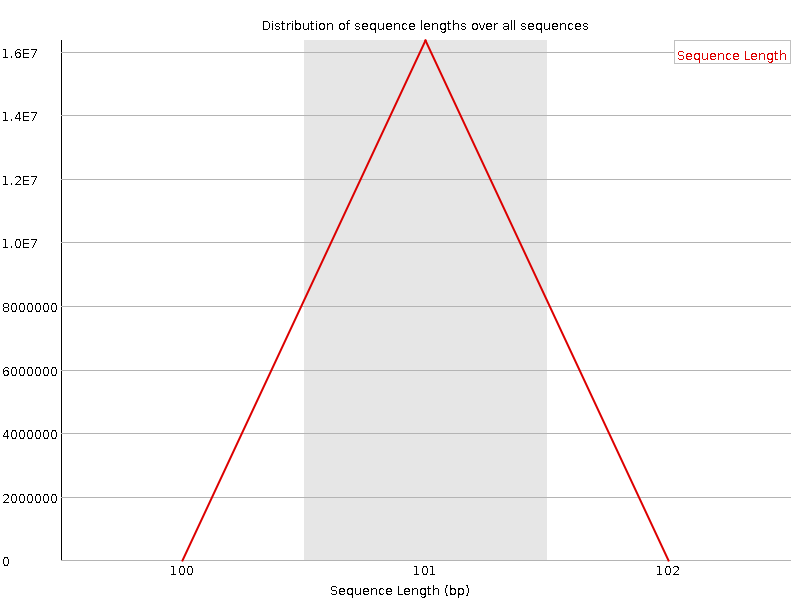 Distribution of sequence lengths over all sequences
Sequence Length
1.6E7
1.4E7
1.2E7
1.0E7
8000000
6000000
4000000
2000000
0
100 101 102
Sequence Length (bp)